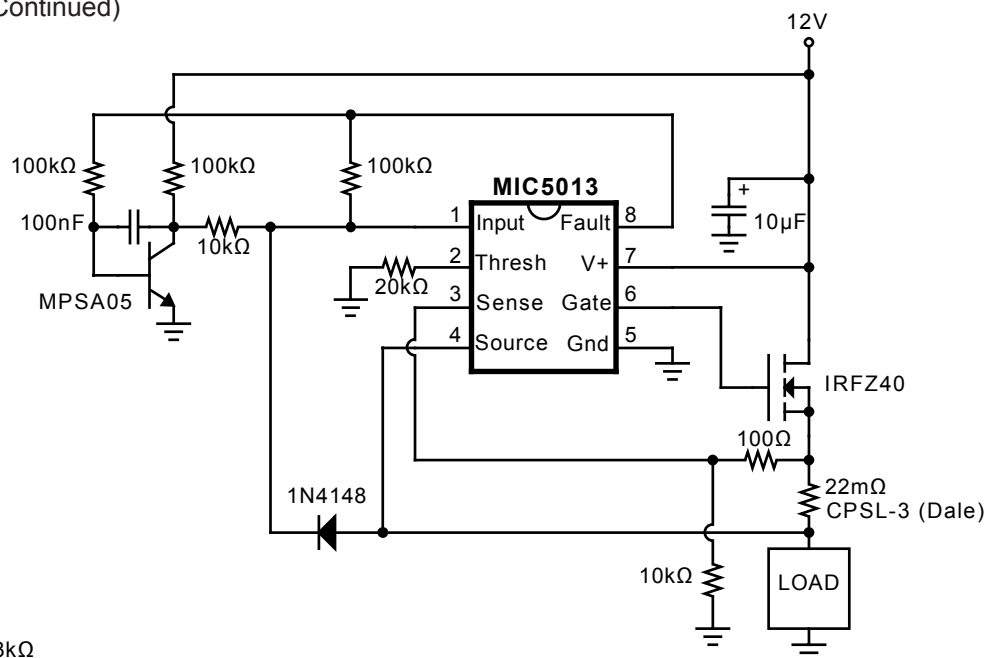 Continued)
12V
100kΩ
100kΩ
100kΩ
MIC5013
100nF
10kΩ
1 Input Fault 8
10µF
+
2 Thresh V+ 7
20kΩ
MPSA05
3 Sense Gate 6
4 Source Gnd 5
IRFZ40
100Ω
1N4148
22mΩ
CPSL-3 (Dale)
10kΩ
LOAD
kΩ